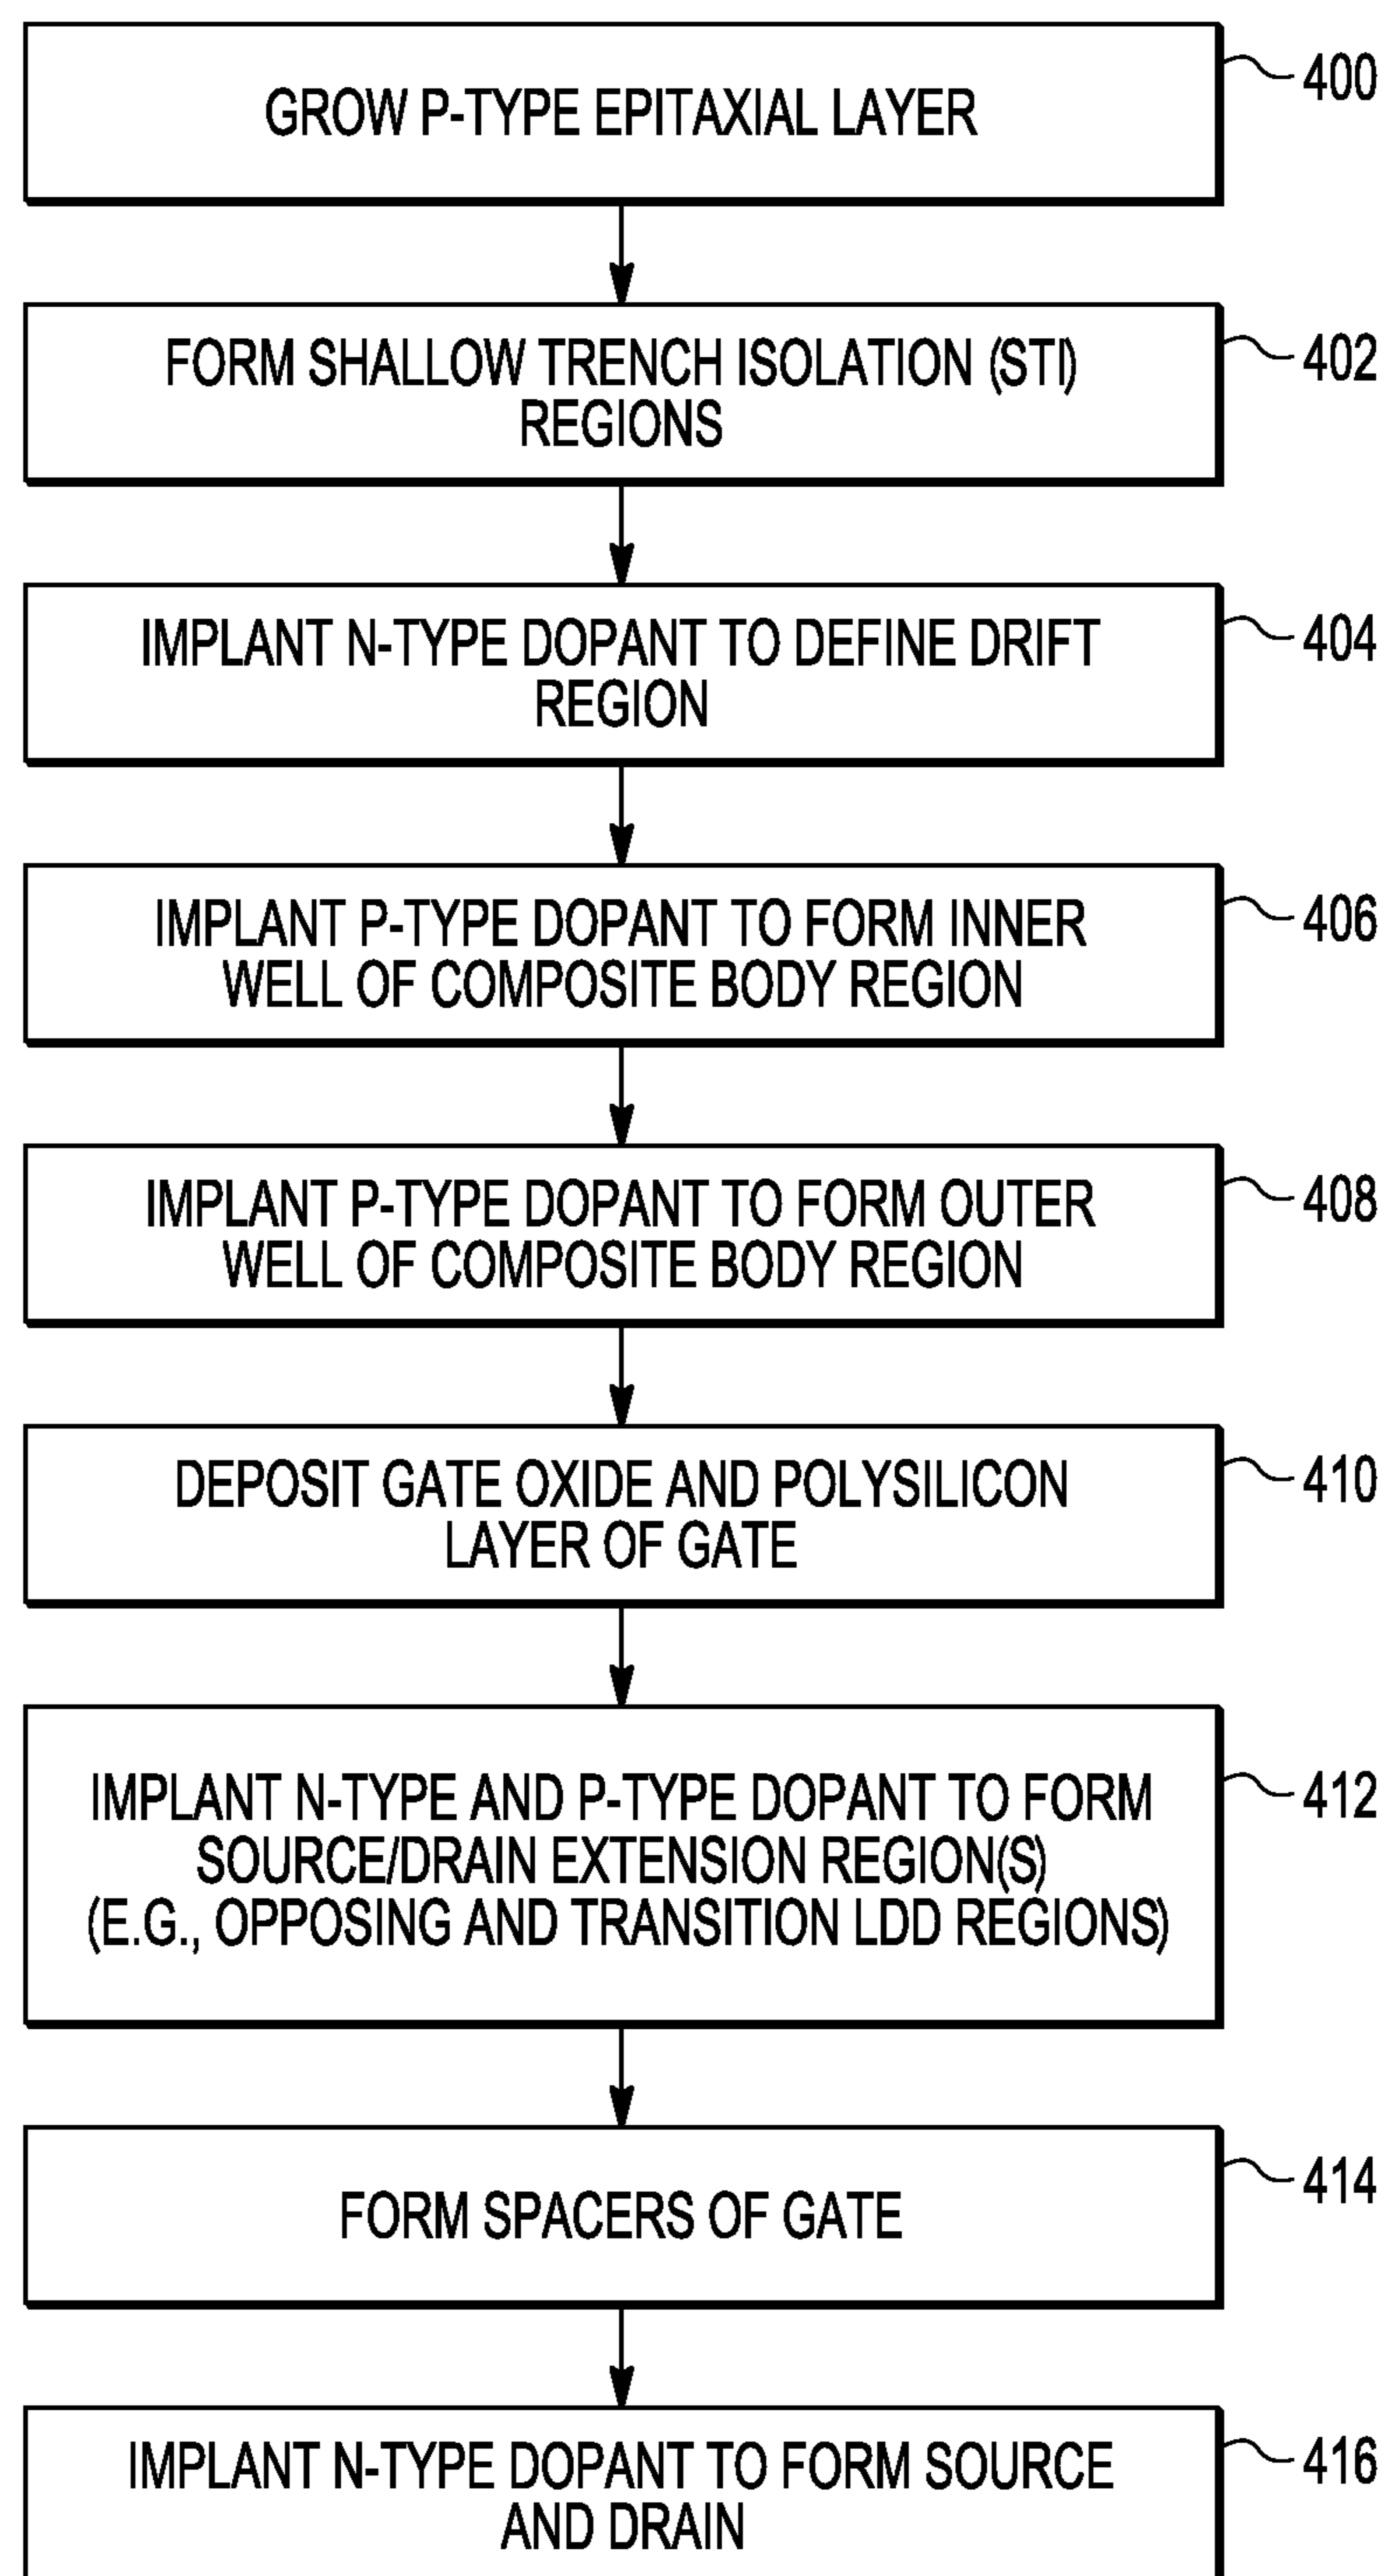 GROW P-TYPE EPITAXIAL LAYER
400
FORM SHALLOW TRENCH ISOLATION (STI)
REGIONS
402
IMPLANT N-TYPE DOPANT TO DEFINE DRIFT
REGION
404
IMPLANT P-TYPE DOPANT TO FORM INNER
WELL OF COMPOSITE BODY REGION
406
IMPLANT P-TYPE DOPANT TO FORM OUTER
WELL OF COMPOSITE BODY REGION
408
DEPOSIT GATE OXIDE AND POLYSILICON
LAYER OF GATE
410
IMPLANT N-TYPE AND P-TYPE DOPANT TO FORM
SOURCE/DRAIN EXTENSION REGION(S)
(E.G., OPPOSING AND TRANSITION LDD REGIONS)
412
FORM SPACERS OF GATE
414
IMPLANT N-TYPE DOPANT TO FORM SOURCE
AND DRAIN
416